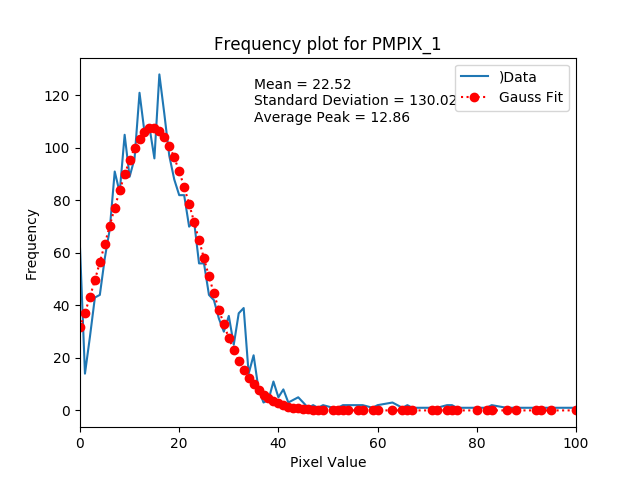 Frequency plot for PMPIX_1
Mean = 22.52
Standard Deviation = 130.02
Average Peak = 12.86
)Data
Gauss Fit
Frequency
120
100
80
60
40
20
0
0 20 40 60 80 100
Pixel Value